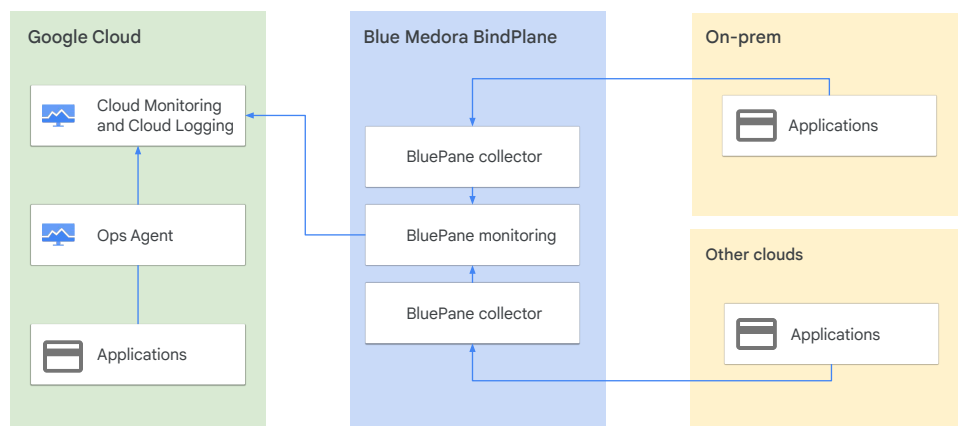 Google Cloud
Cloud Monitoring
and Cloud Logging
Ops Agent
Applications
Blue Medora BindPlane
BluePane collector
BluePane monitoring
BluePane collector
On-prem
Applications
Other clouds
Applications